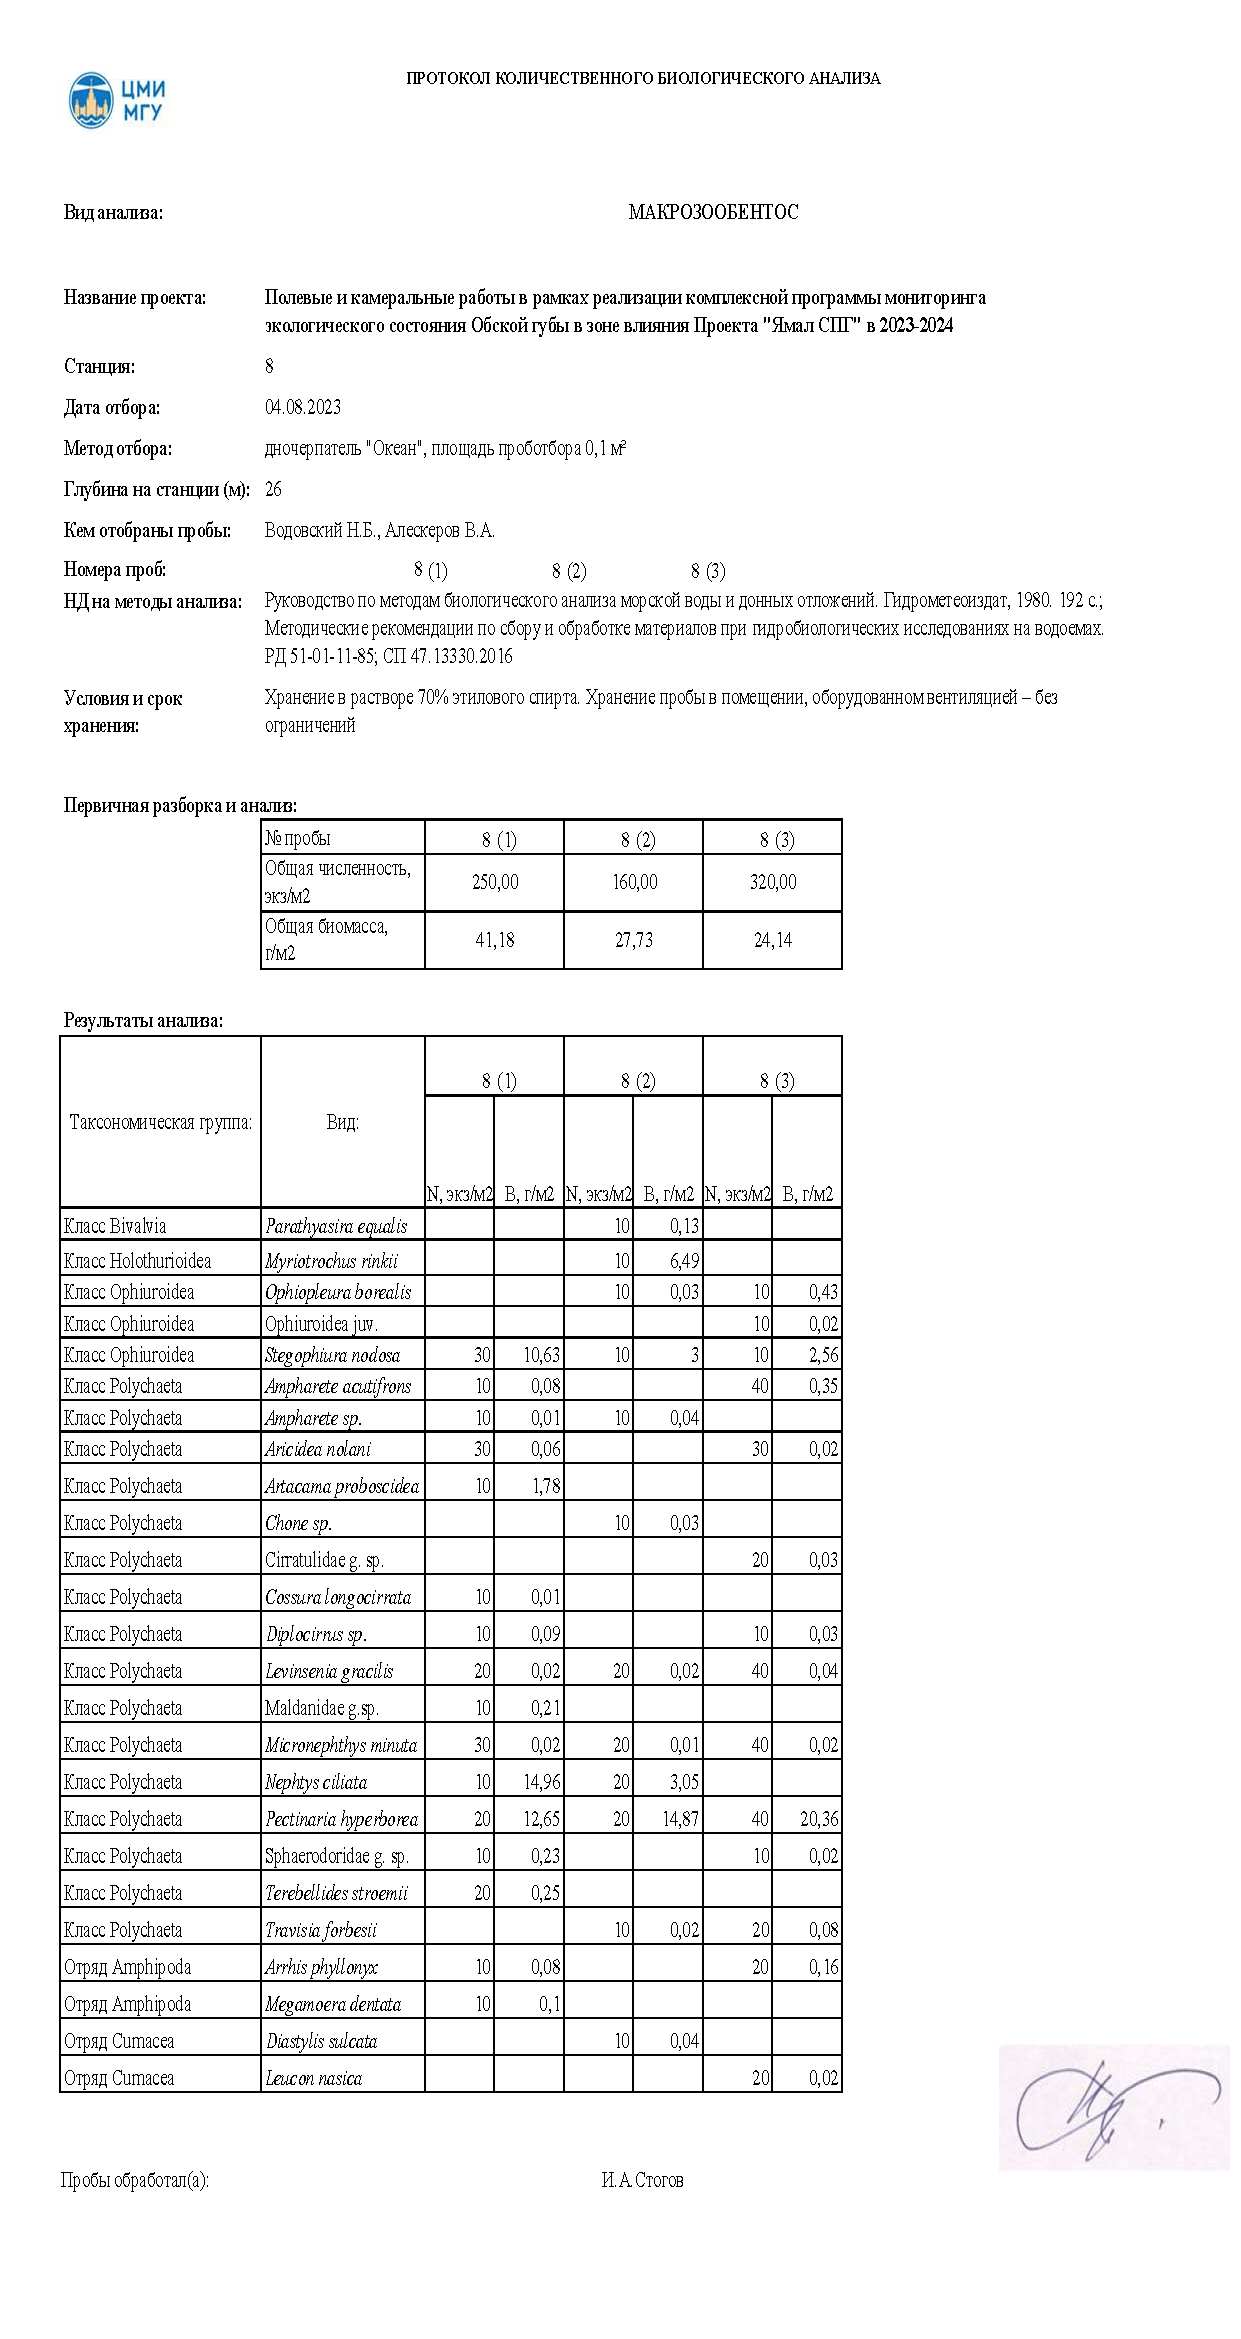 ЦМИ
МГУ
ПРОТОКОЛ КОЛИЧЕСТВЕННОГО БИОЛОГИЧЕСКОГО АНАЛИЗА
Вид анализа: МАКРОЗООБЕНТОС
Название проекта: Полевые и камеральные работы в рамках реализации комплексной программы мониторинга
экологического состояния Обской губы в зоне влияния Проекта "Ямал СПГ" в 2023-2024
Станция: 8
Дата отбора: 04.08.2023
Метод отбора: дночерпатель "Океан", площадь проботбора 0,1 м²
Глубина на станции (м): 26
Кем отобраны пробы: Водовский Н.Б., Алескеров В.А.
Номера проб: 8 (1) 8 (2) 8 (3)
НД на методы анализа: Руководство по методам биологического анализа морской воды и донных отложений. Гидрометеоиздат, 1980. 192 с.;
Методические рекомендации по сбору и обработке материалов при гидробиологических исследованиях на водоемах.
РД 51-01-11-85; СП 47.13330.2016
Условия и срок Хранение в растворе 70% этилового спирта. Хранение пробы в помещении, оборудованном вентиляцией – без
хранения: ограничений
Первичная разборка и анализ:
№ пробы 8 (1) 8 (2) 8 (3)
Общая численность,
экз/м2 250,00 160,00 320,00
Общая биомасса,
г/м2 41,18 27,73 24,14
Результаты анализа:
8 (1) 8 (2) 8 (3)
Таксономическая группа: Вид:
N, экз/м2 B, г/м2 N, экз/м2 B, г/м2 N, экз/м2 B, г/м2
Класс Bivalvia Parathyasira equalis 10 0,13
Класс Holothurioidea Myriotrochus rinkii 10 6,49
Класс Ophiuroidea Ophiopleura borealis 10 0,03 10 0,43
Класс Ophiuroidea Ophiuroidea juv. 10 0,02
Класс Ophiuroidea Stegophiura nodosa 30 10,63 10 3 10 2,56
Класс Polychaeta Ampharete acutifrons 10 0,08 40 0,35
Класс Polychaeta Ampharete sp. 10 0,01 10 0,04
Класс Polychaeta Aricidea nolani 30 0,06 30 0,02
Класс Polychaeta Artacama proboscidea 10 1,78
Класс Polychaeta Chone sp. 10 0,03
Класс Polychaeta Cirratulidae g. sp. 20 0,03
Класс Polychaeta Cossura longocirrata 10 0,01
Класс Polychaeta Diplocirrus sp. 10 0,09 10 0,03
Класс Polychaeta Levinsenia gracilis 20 0,02 20 0,02 40 0,04
Класс Polychaeta Maldanidae g.sp. 10 0,21
Класс Polychaeta Micronephthys minuta 30 0,02 20 0,01 40 0,02
Класс Polychaeta Nephtys ciliata 10 14,96 20 3,05
Класс Polychaeta Pectinaria hyperborea 20 12,65 20 14,87 40 20,36
Класс Polychaeta Sphaerodoridae g. sp. 10 0,23 10 0,02
Класс Polychaeta Terebellides stroemii 20 0,25
Класс Polychaeta Travisia forbesii 10 0,02 20 0,08
Отряд Amphipoda Arrhis phyllonyx 10 0,08 20 0,16
Отряд Amphipoda Megamoera dentata 10 0,1
Отряд Cumacea Diastylis sulcata 10 0,04
Отряд Cumacea Leucon nasica 20 0,02
Пробы обработал(а): И.А.Стогов